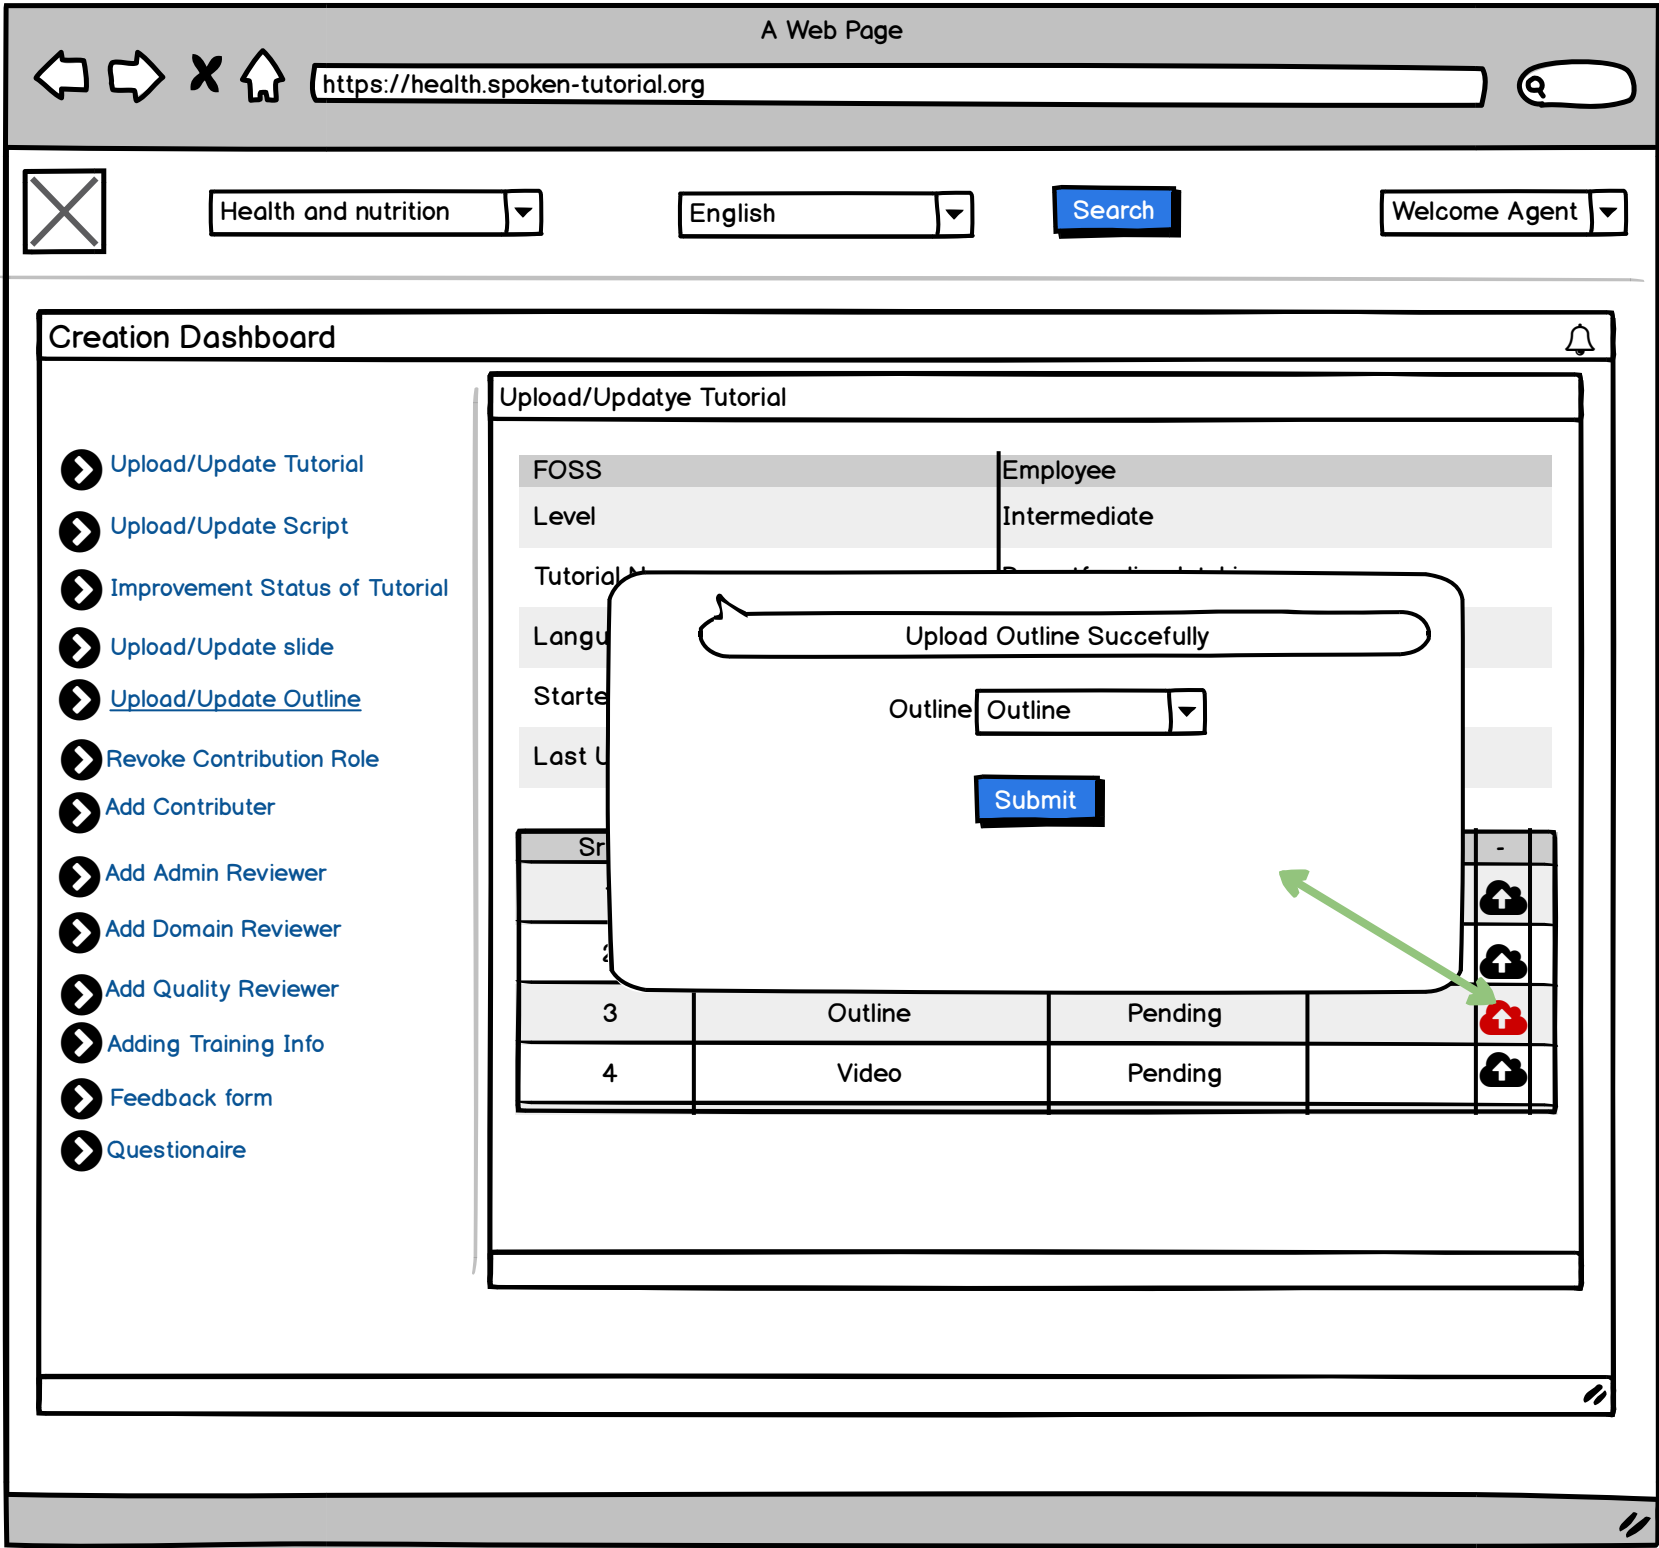 A Web Page
https://health.spoken-tutorial.org
Health and nutrition
English
Search
Welcome Agent
Creation Dashboard
Upload/Updatye Tutorial
Upload/Update Tutorial
Upload/Update Script
Improvement Status of Tutorial
Upload/Update slide
Upload/Update Outline
Revoke Contribution Role
Add Contributer
Add Admin Reviewer
Add Domain Reviewer
Add Quality Reviewer
Adding Training Info
Feedback form
Questionaire
FOSS Employee
Level Intermediate
Tutorial
Upload Outline Succefully
Outline Outline
Submit
-
3 Outline Pending
4 Video Pending